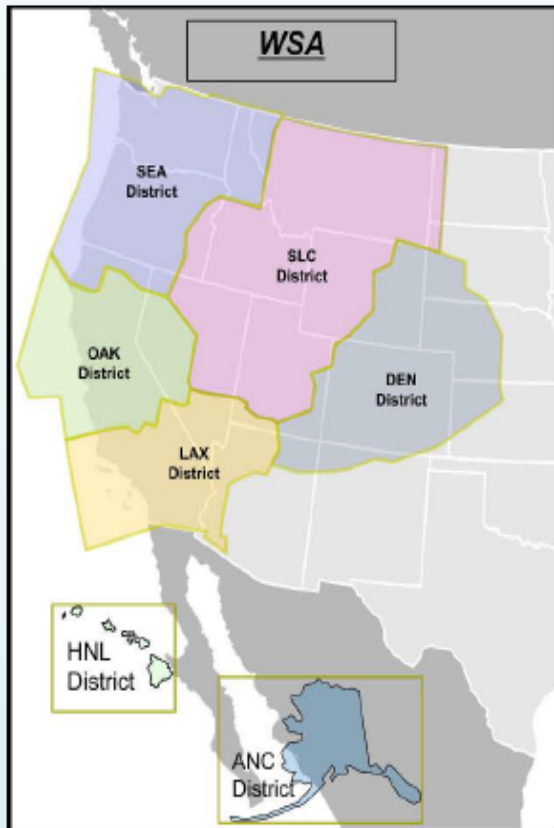 WSA
SEA
District
SLC
District
OAK
District
DEN
District
LAX
District
HNL
District
ANC
District